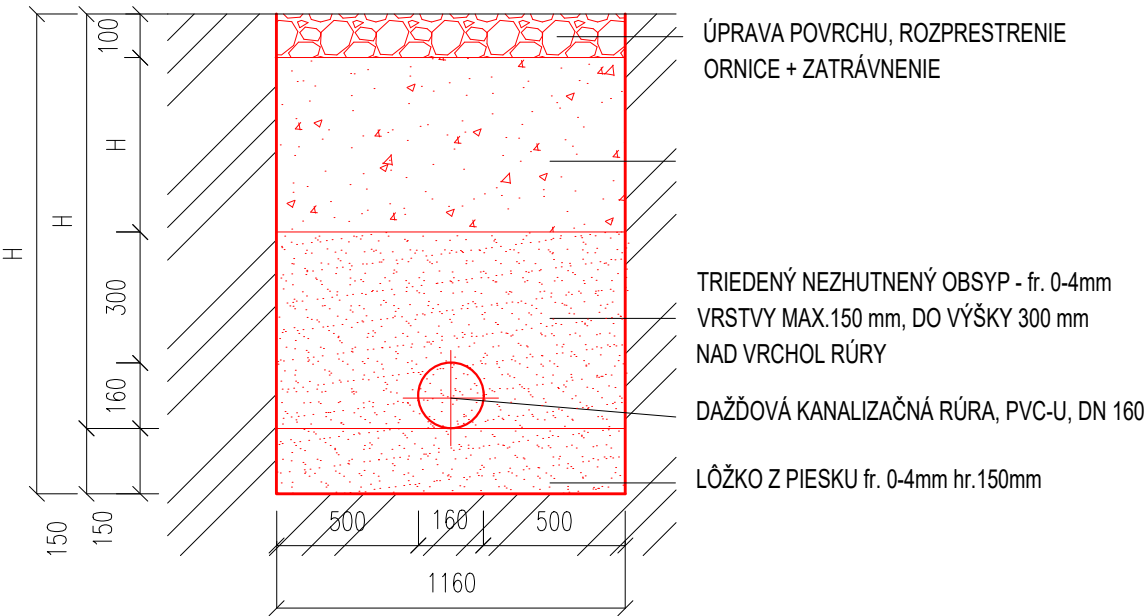 ÚPRAVA POVRCHU, ROZPRESTRENIE
ORNICE + ZATRÁVNENIE
TRIEDENÝ NEZHUTNENÝ OBSYP - fr. 0-4mm
VRSTVY MAX.150 mm, DO VÝŠKY 300 mm
NAD VRCHOL RÚRY
DAŽĎOVÁ KANALIZAČNÁ RÚRA, PVC-U, DN 160
LÔŽKO Z PIESKU fr. 0-4mm hr.150mm
100
H
H
H
300
160
150
150
500
160
500
1160